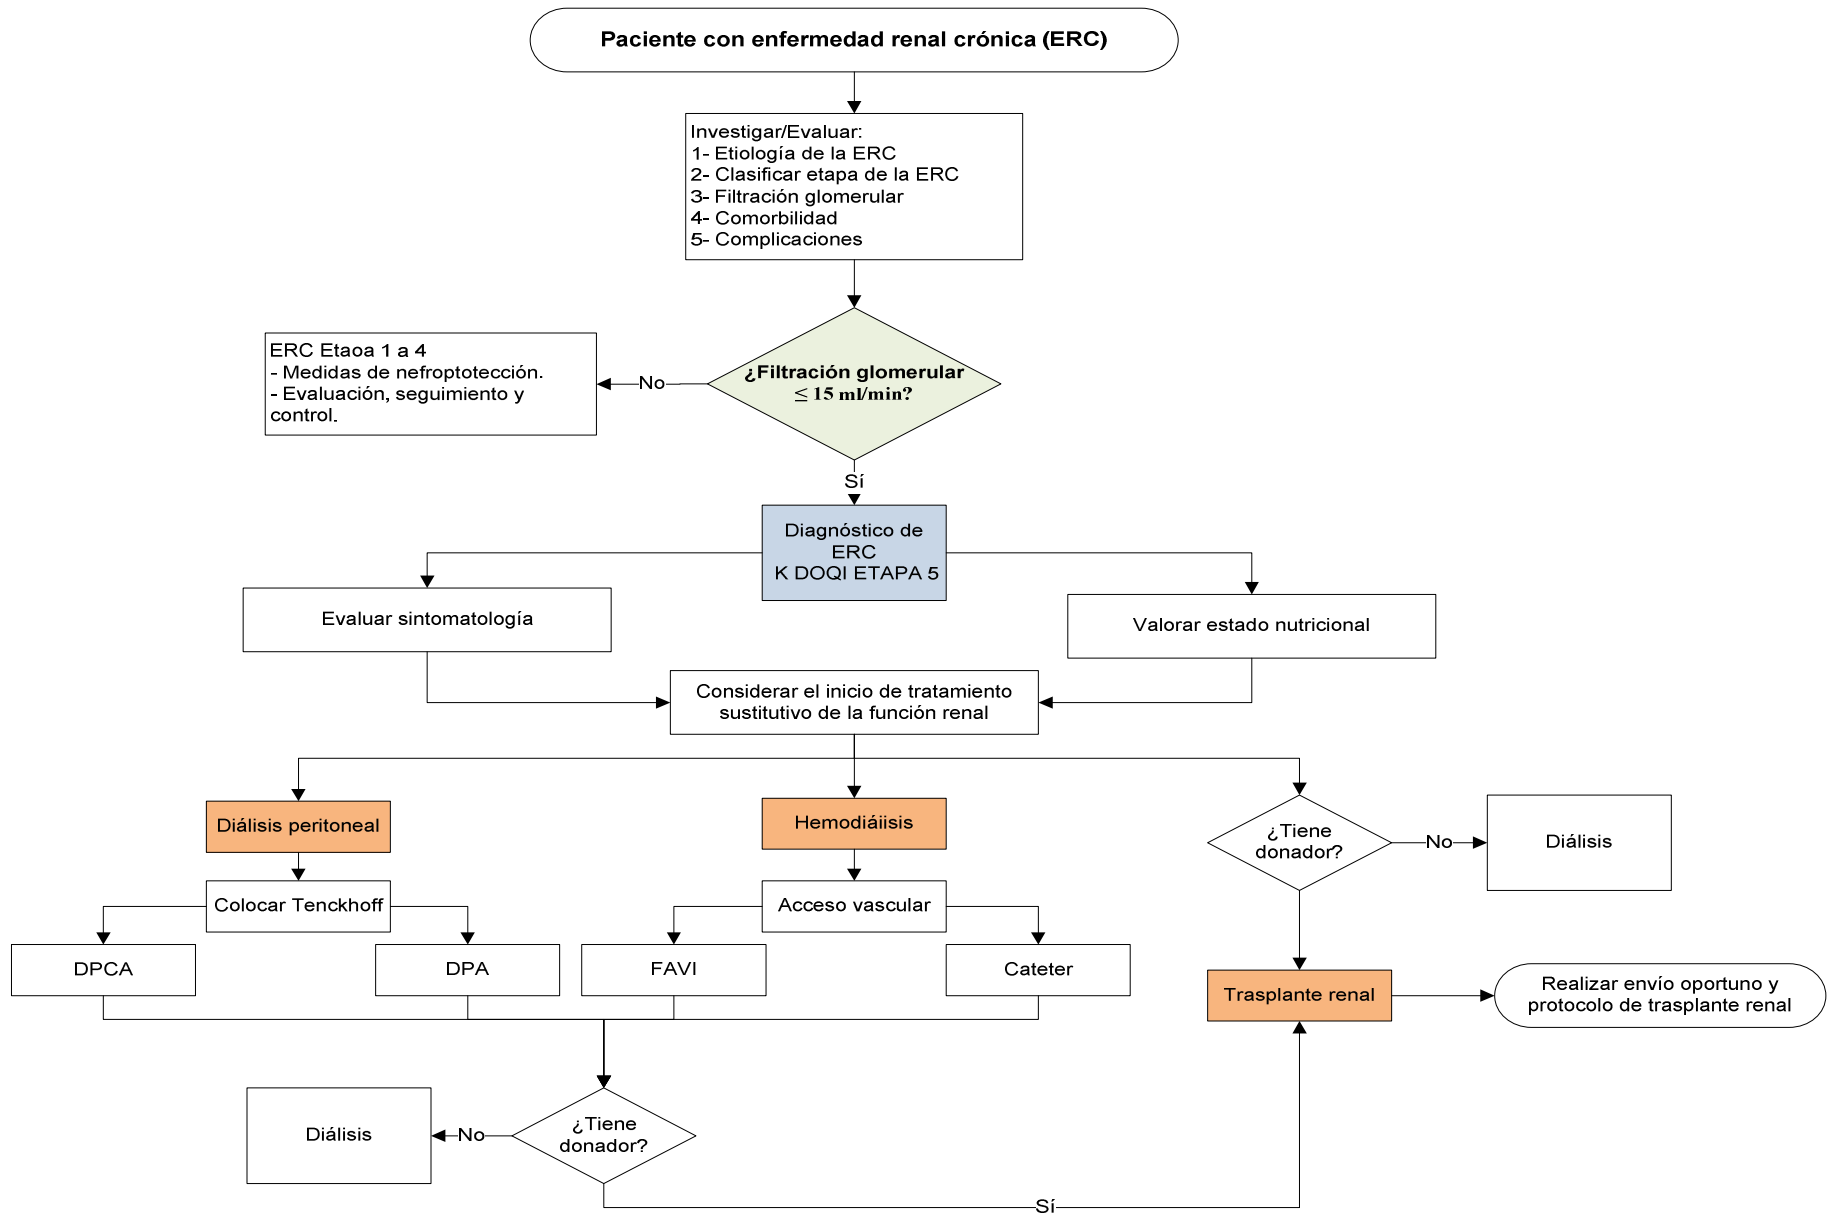 Paciente con enfermedad renal crónica (ERC)
Investigar/Evaluar:
1- Etiología de la ERC
2- Clasificar etapa de la ERC
3- Filtración glomerular
4- Comorbilidad
5- Complicaciones
¿Filtración glomerular
≤ 15 ml/min?
No
ERC Etaoa 1 a 4
- Medidas de nefroptotección.
- Evaluación, seguimiento y
control.
Sí
Diagnóstico de
ERC
K DOQI ETAPA 5
Evaluar sintomatología
Valorar estado nutricional
Considerar el inicio de tratamiento
sustitutivo de la función renal
Diálisis peritoneal
Hemodiáiisis
¿Tiene
donador?
No
Diálisis
Colocar Tenckhoff
Acceso vascular
DPCA
DPA
FAVI
Cateter
Trasplante renal
Realizar envío oportuno y
protocolo de trasplante renal
Diálisis
No
¿Tiene
donador?
Sí